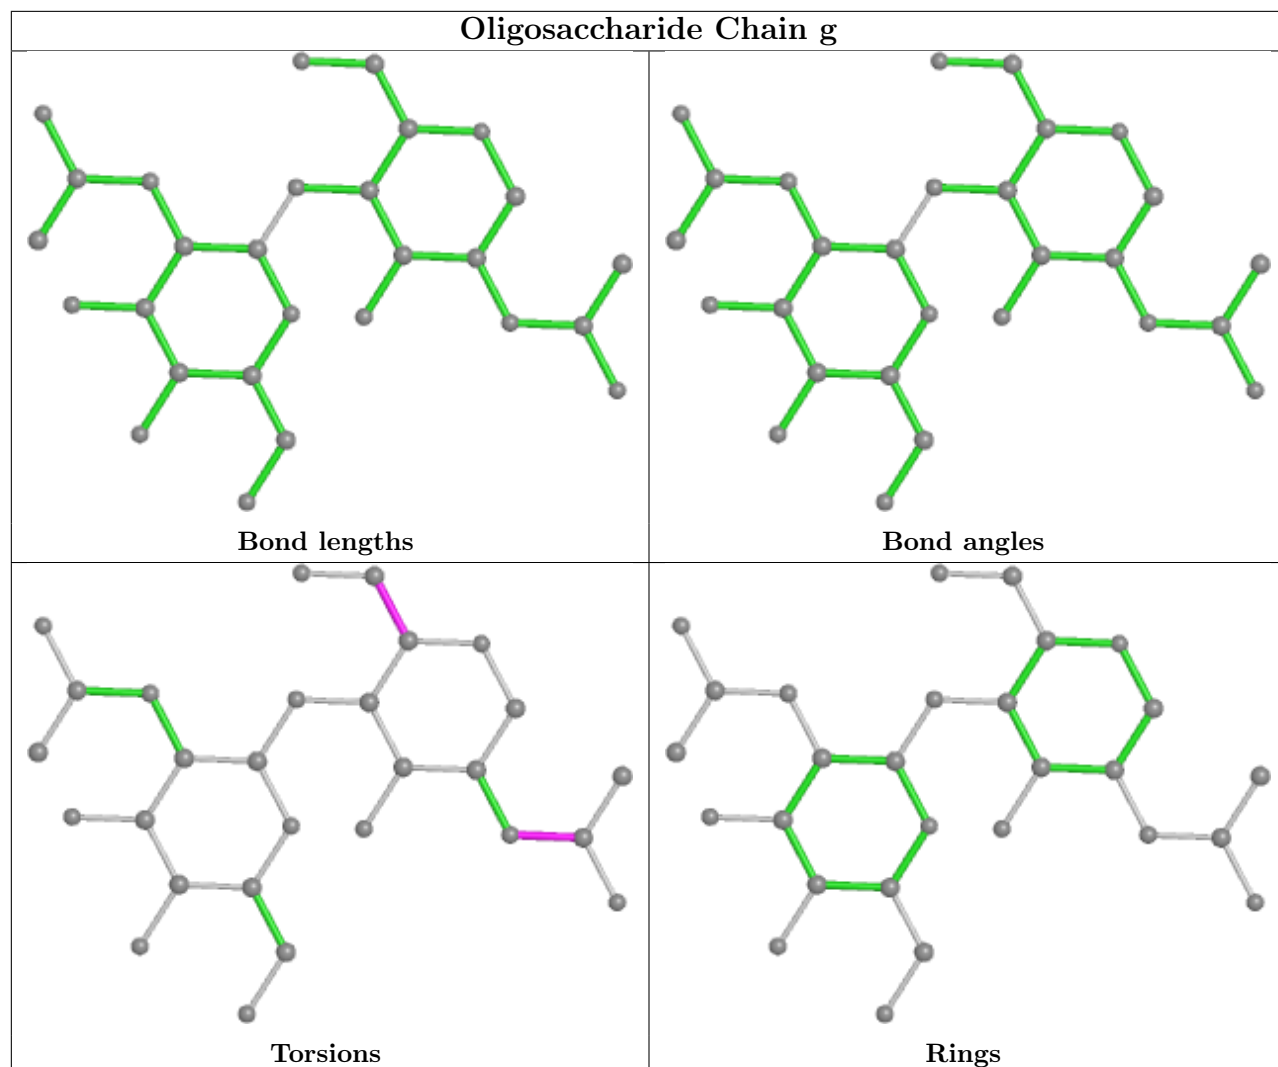 Oligosaccharide Chain g
Bond lengths
Bond angles
Torsions
Rings